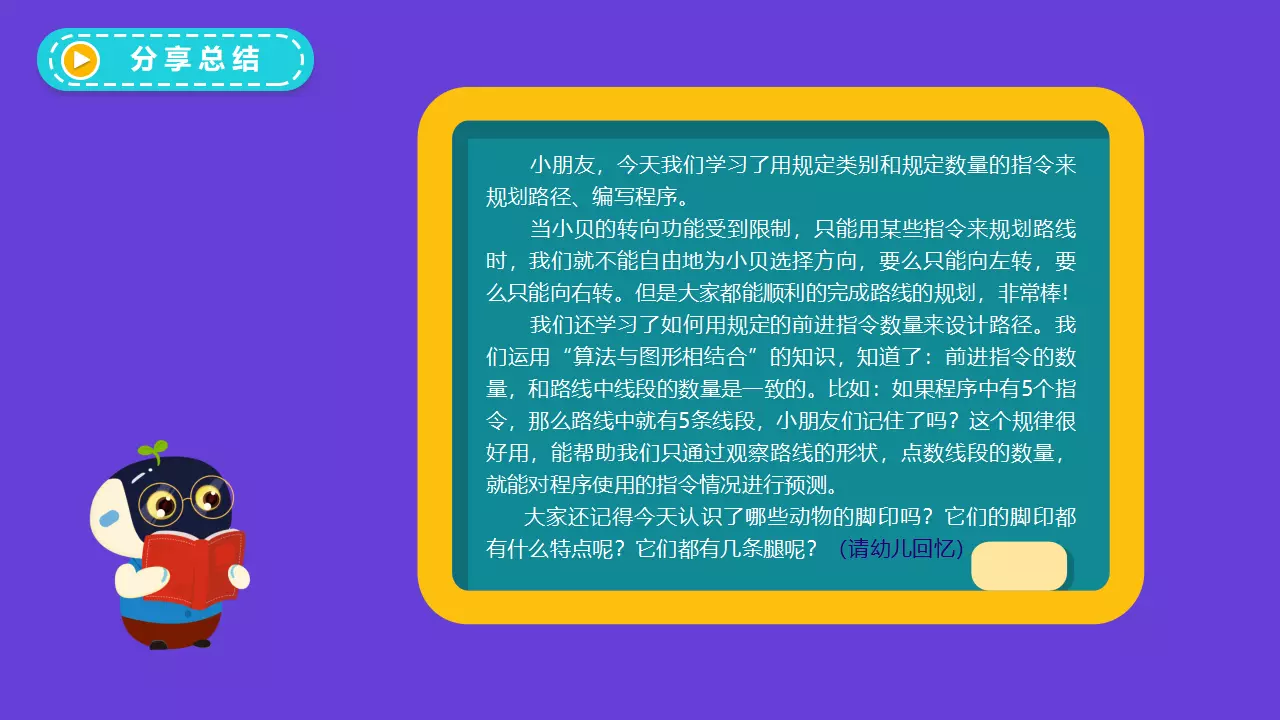 分享总结
小朋友，今天我们学习了用规定类别和规定数量的指令来
规划路径、编写程序。
当小贝的转向功能受到限制，只能用某些指令来规划路线
时，我们就不能自由地为小贝选择方向，要么只能向左转，要
么只能向右转。但是大家都能顺利的完成路线的规划，非常棒！
我们还学习了如何用规定的前进指令数量来设计路径。我
们运用“算法与图形相结合”的知识，知道了：前进指令的数
量，和路线中线段的数量是一致的。比如：如果程序中有5个指
令，那么路线中就有5条线段，小朋友们记住了吗？这个规律很
好用，能帮助我们只通过观察路线的形状，点数线段的数量，
就能对程序使用的指令情况进行预测。
大家还记得今天认识了哪些动物的脚印吗？它们的脚印都
有什么特点呢？它们都有几条腿呢？（请幼儿回忆）